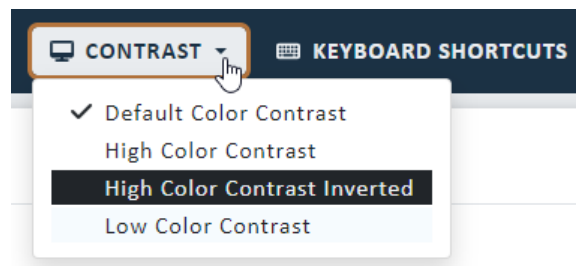 CONTRAST KEYBOARD SHORTCUTS
Default Color Contrast
High Color Contrast
High Color Contrast Inverted
Low Color Contrast